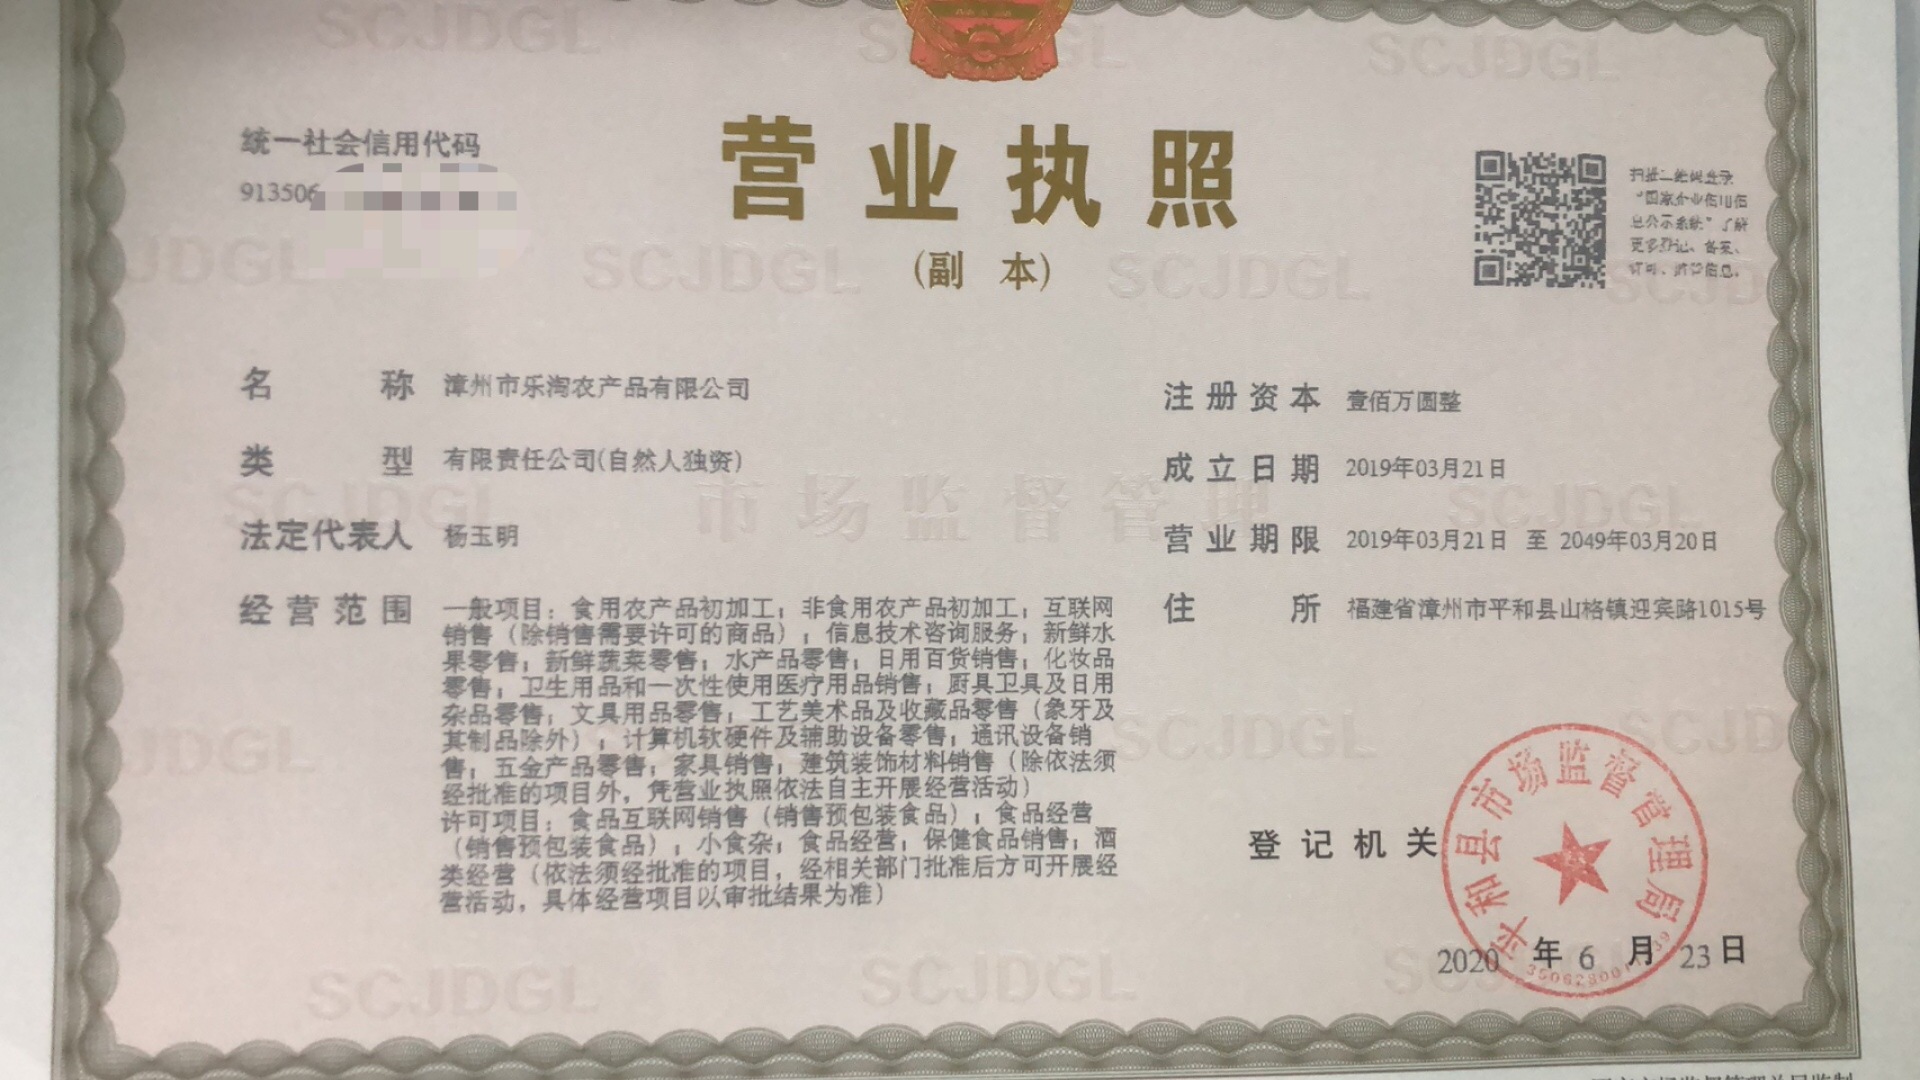 统一社会信用代码
913506
营业执照
(副 本)
扫描二维码登录
“国家企业信用信
息公示系统”了解
更多登记、备案、
许可、监管信息。
名称 漳州市乐淘农产品有限公司
类型 有限责任公司(自然人独资)
法定代表人 杨玉明
经营范围 一般项目：食用农产品初加工；非食用农产品初加工；互联网
销售（除销售需要许可的商品）；信息技术咨询服务；新鲜水
果零售；新鲜蔬菜零售；水产品零售；日用百货销售；化妆品
零售；卫生用品和一次性使用医疗用品销售；厨具卫具及日用
杂品零售；文具用品零售；工艺美术品及收藏品零售（象牙及
其制品除外）；计算机软硬件及辅助设备零售；通讯设备销
售；五金产品零售；家具销售；建筑装饰材料销售（除依法须
经批准的项目外，凭营业执照依法自主开展经营活动）
许可项目：食品互联网销售（销售预包装食品）；食品经营
（销售预包装食品）；小食杂；食品经营；保健食品销售；酒
类经营（依法须经批准的项目，经相关部门批准后方可开展经
营活动，具体经营项目以审批结果为准）
注册资本 壹佰万圆整
成立日期 2019年03月21日
营业期限 2019年03月21日 至 2049年03月20日
住所 福建省漳州市平和县山格镇迎宾路1015号
登记机关
平和县市场监督管理局
2020 年 6 月 23 日
市场监督管理
SCJDGL